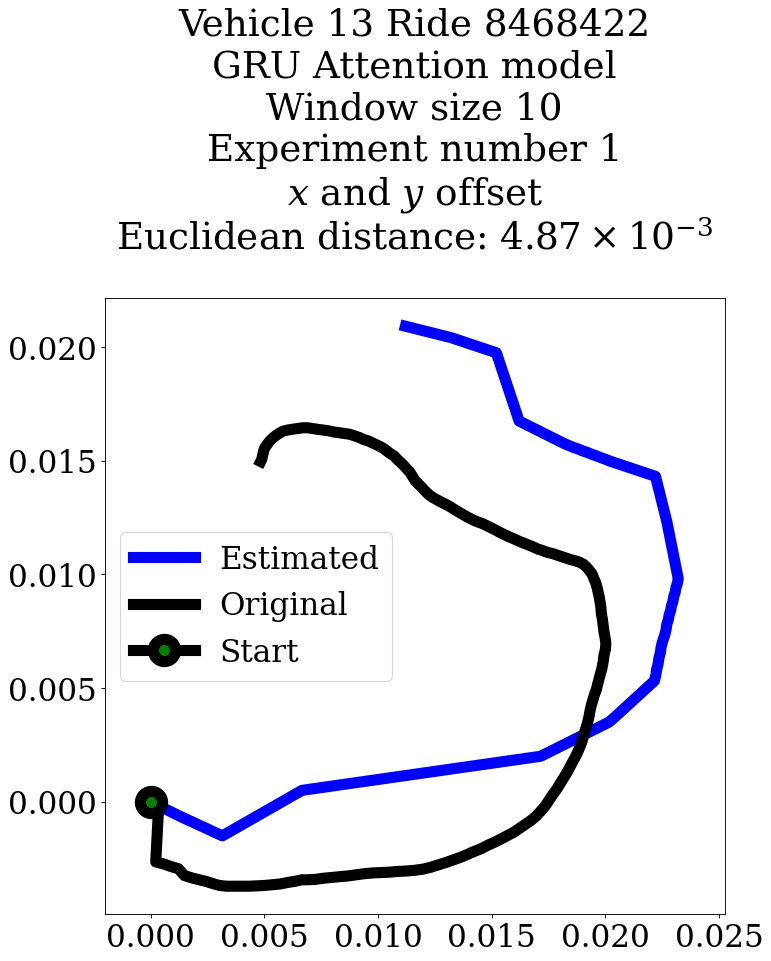 Vehicle 13 Ride 8468422
GRU Attention model
Window size 10
Experiment number 1
x and y offset
Euclidean distance: 4.87 × 10⁻³
0.020
0.015
0.010
0.005
0.000
Estimated
Original
Start
0.000 0.005 0.010 0.015 0.020 0.025